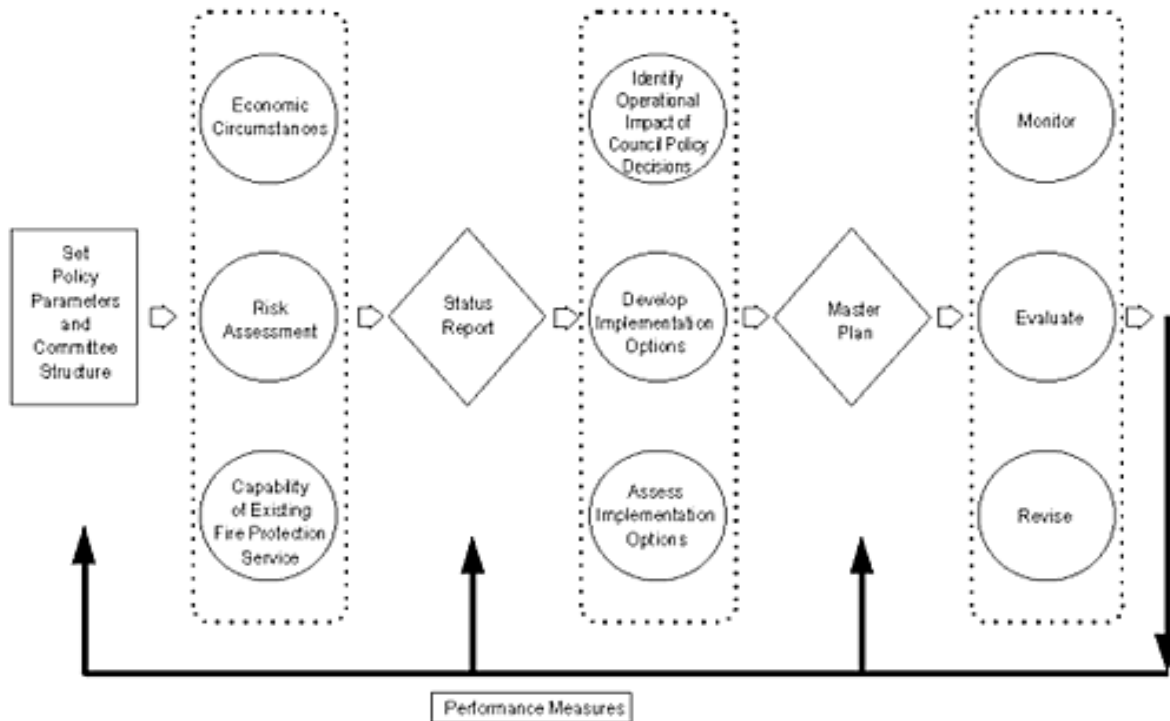 Set
Policy
Parameters
and
Committee
Structure
Economic
Circumstances
Risk
Assessment
Capability
of Existing
Fire Protection
Service
Status
Report
Identify
Operational
Impact of
Council Policy
Decisions
Develop
Implementation
Options
Assess
Implementation
Options
Master
Plan
Monitor
Evaluate
Revise
Performance Measures